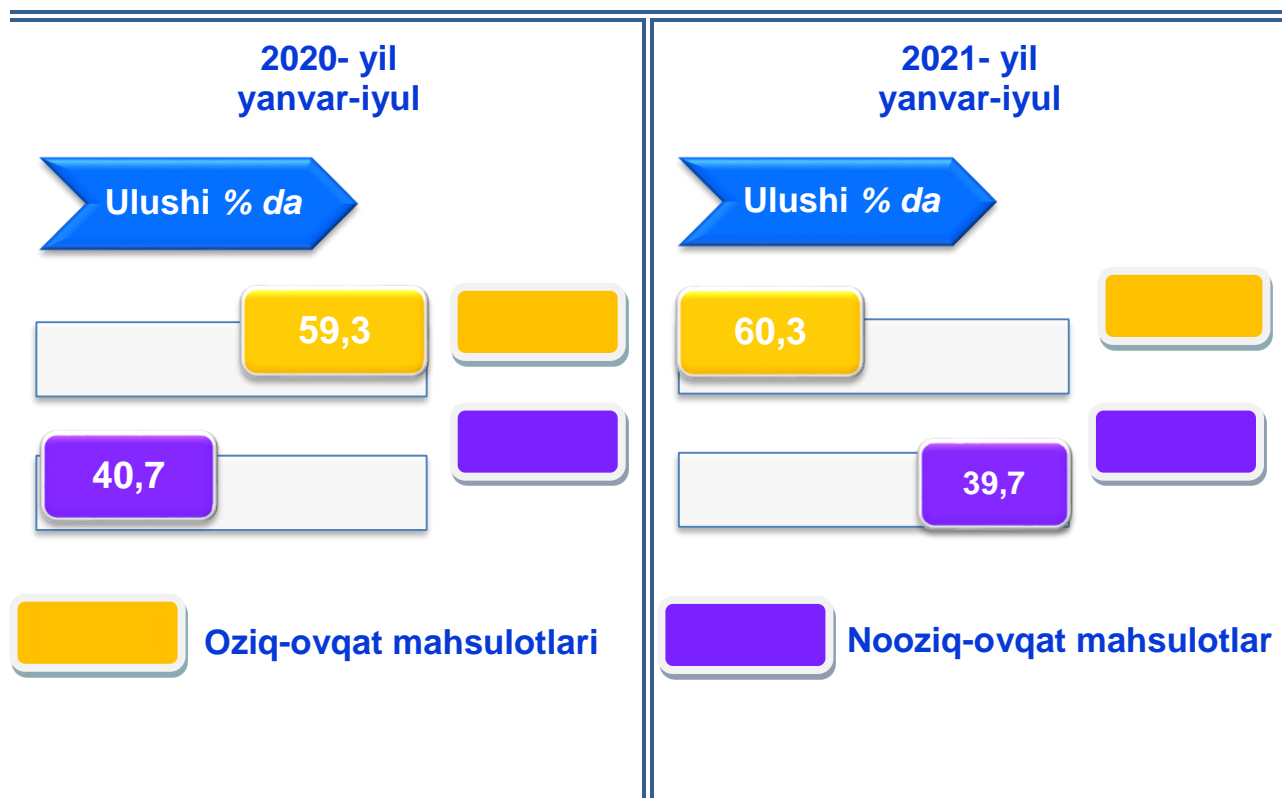 2020- yil
yanvar-iyul
Ulushi % da
59,3
40,7
2021- yil
yanvar-iyul
Ulushi % da
60,3
39,7
Oziq-ovqat mahsulotlari
Nooziq-ovqat mahsulotlar